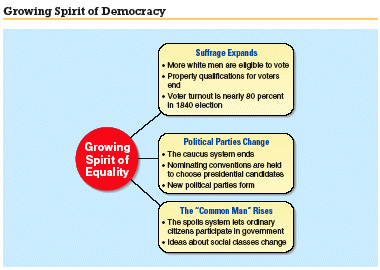 Growing Spirit of Democracy
Suffrage Expands
• More white men are eligible to vote
• Property qualifications for voters
end
• Voter turnout is nearly 80 percent
in 1840 election
Growing
Spirit of
Equality
Political Parties Change
• The caucus system ends
• Nominating conventions are held
to choose presidential candidates
• New political parties form
The "Common Man" Rises
• The spoils system lets ordinary
citizens participate in government
• Ideas about social classes change